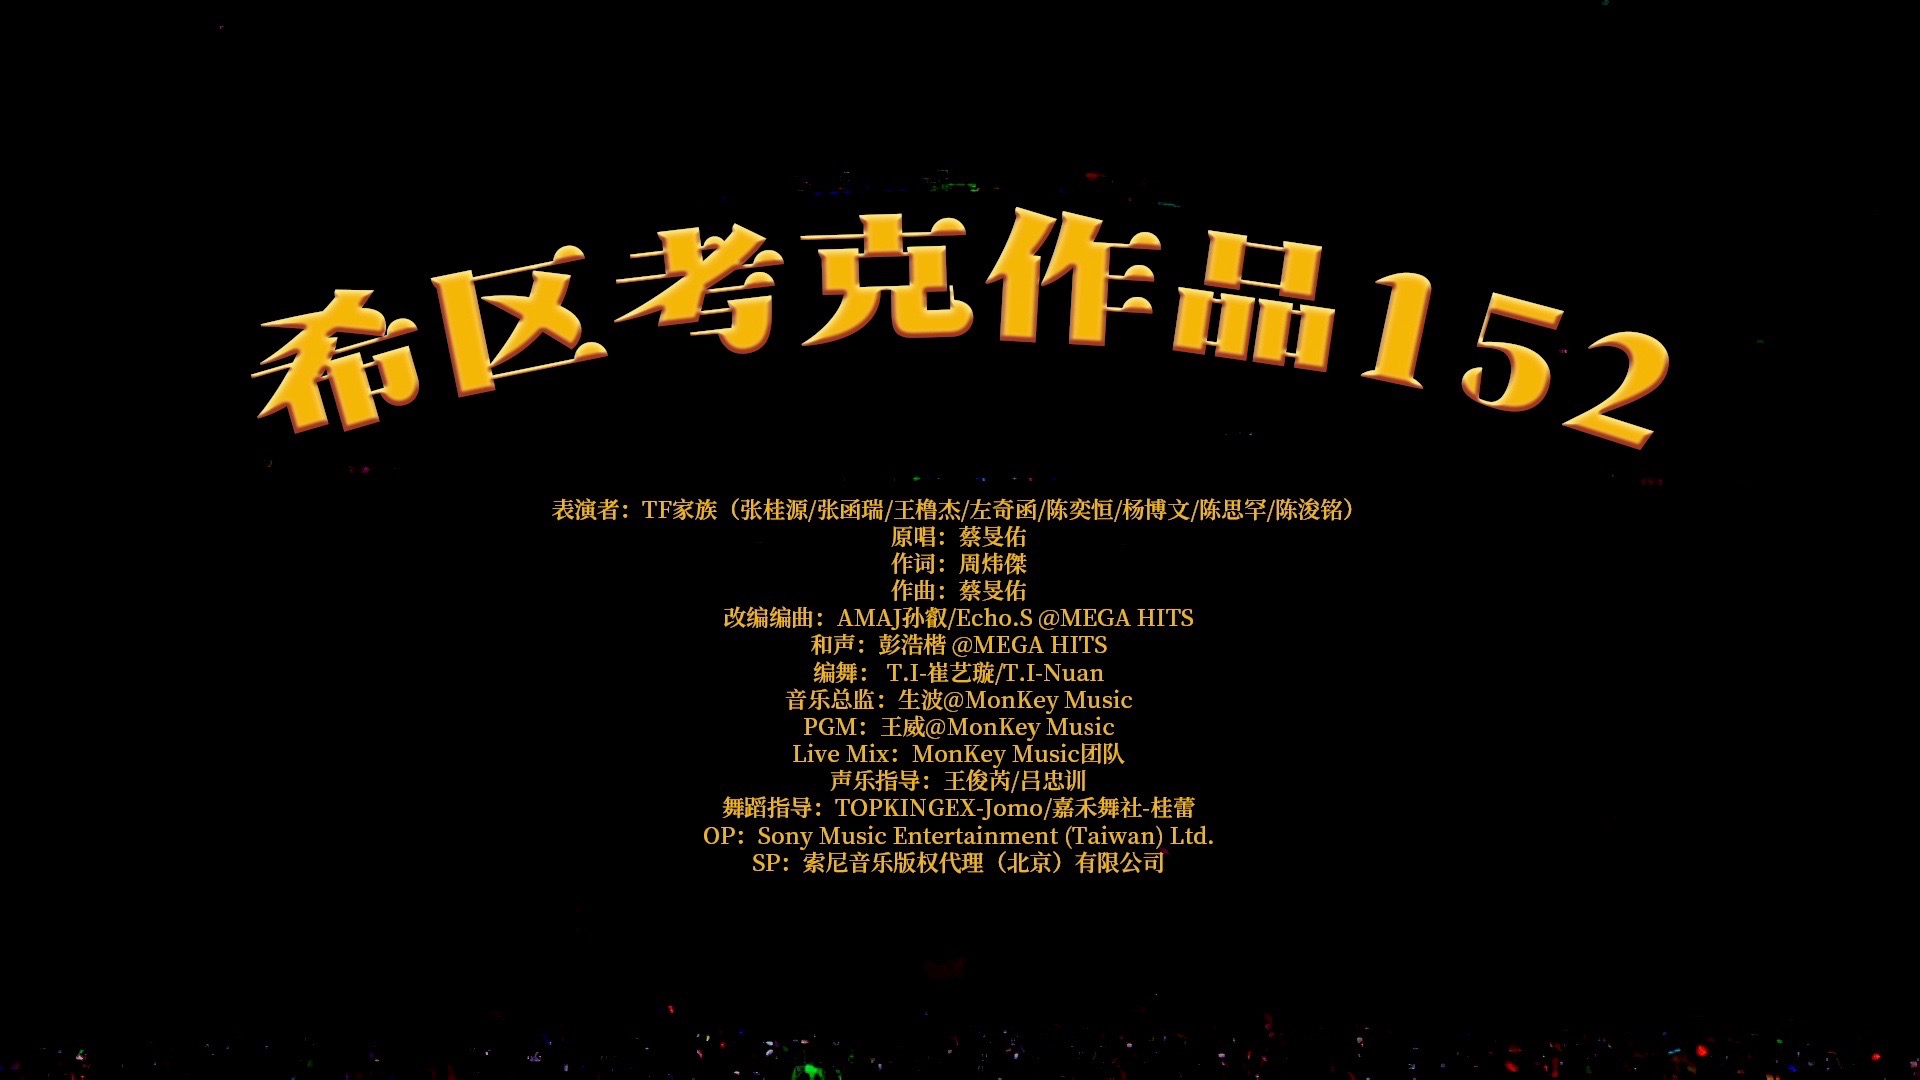 希区考克作品152
表演者：TF家族（张桂源/张函瑞/王橹杰/左奇函/陈奕恒/杨博文/陈思罕/陈浚铭）
原唱：蔡旻佑
作词：周炜傑
作曲：蔡旻佑
改编编曲：AMAJ孙叡/Echo.S @MEGA HITS
和声：彭浩楷 @MEGA HITS
编舞： T.I-崔艺璇/T.I-Nuan
音乐总监：生波@MonKey Music
PGM：王威@MonKey Music
Live Mix：MonKey Music团队
声乐指导：王俊芮/吕忠训
舞蹈指导：TOPKINGEX-Jomo/嘉禾舞社-桂蕾
OP：Sony Music Entertainment (Taiwan) Ltd.
SP：索尼音乐版权代理（北京）有限公司